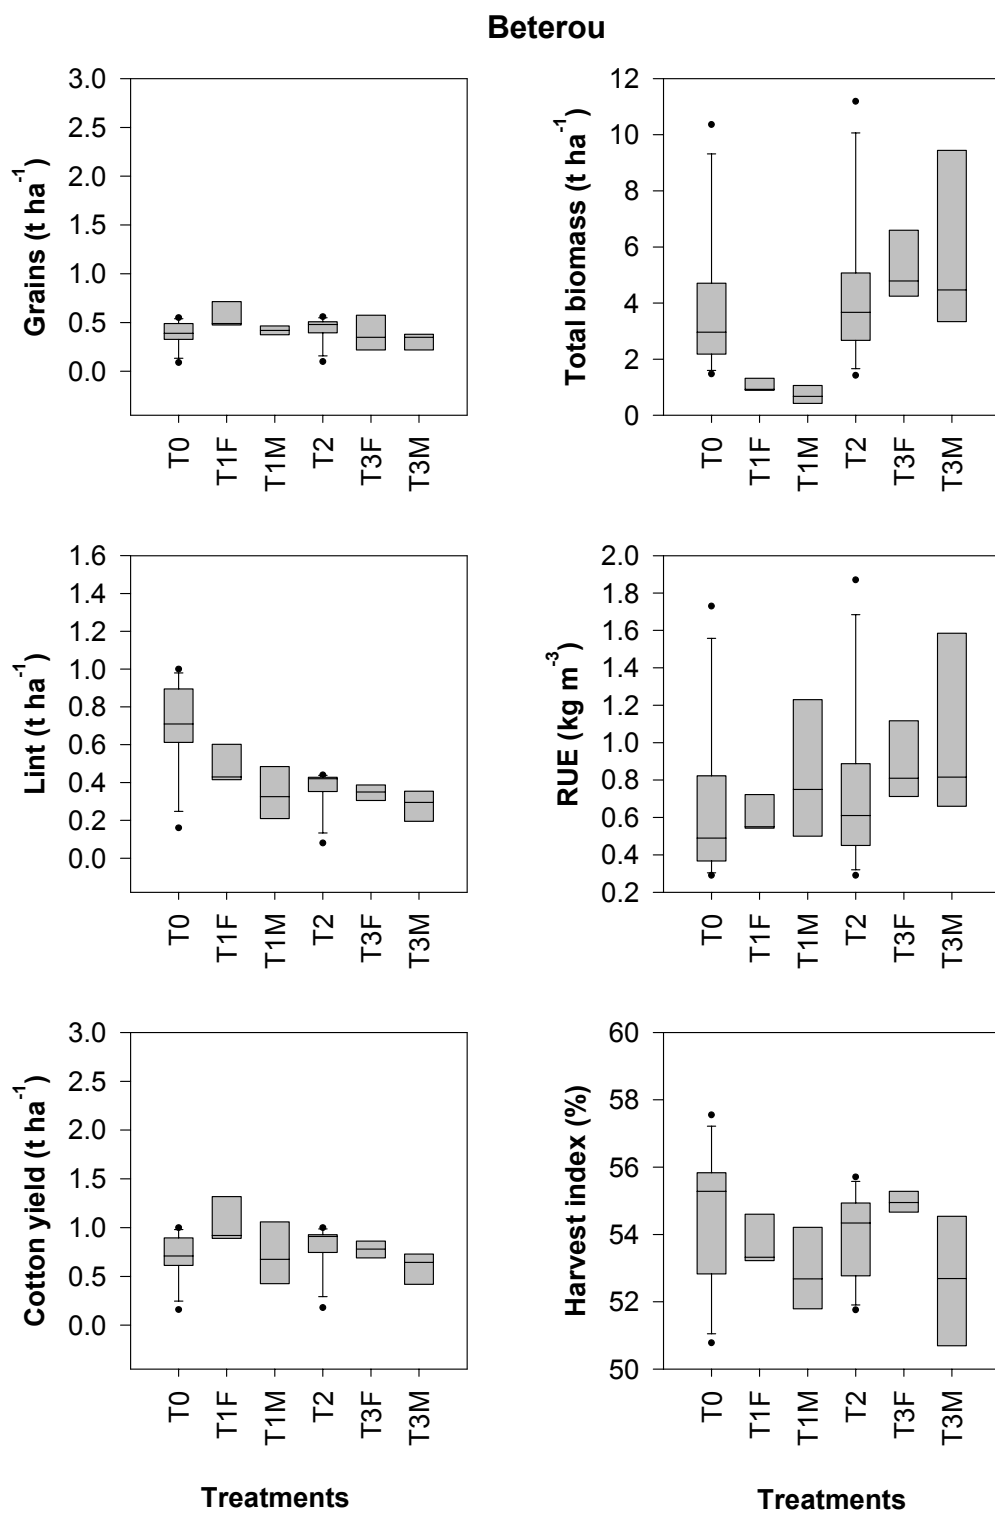 Beterou
Grains (t ha⁻¹)
3.0
2.5
2.0
1.5
1.0
0.5
0.0
T0
T1F
T1M
T2
T3F
T3M
Total biomass (t ha⁻¹)
12
10
8
6
4
2
0
T0
T1F
T1M
T2
T3F
T3M
Lint (t ha⁻¹)
1.6
1.4
1.2
1.0
0.8
0.6
0.4
0.2
0.0
T0
T1F
T1M
T2
T3F
T3M
RUE (kg m⁻³)
2.0
1.8
1.6
1.4
1.2
1.0
0.8
0.6
0.4
0.2
T0
T1F
T1M
T2
T3F
T3M
Cotton yield (t ha⁻¹)
3.0
2.5
2.0
1.5
1.0
0.5
0.0
T0
T1F
T1M
T2
T3F
T3M
Treatments
Harvest index (%)
60
58
56
54
52
50
T0
T1F
T1M
T2
T3F
T3M
Treatments